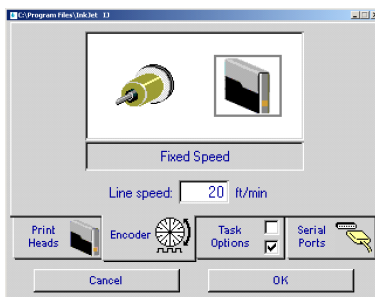 C:\Program Files\InkJet IJ
Fixed Speed
Line speed: 20 ft/min
Print Heads
Encoder
Task Options
Serial Ports
Cancel
OK